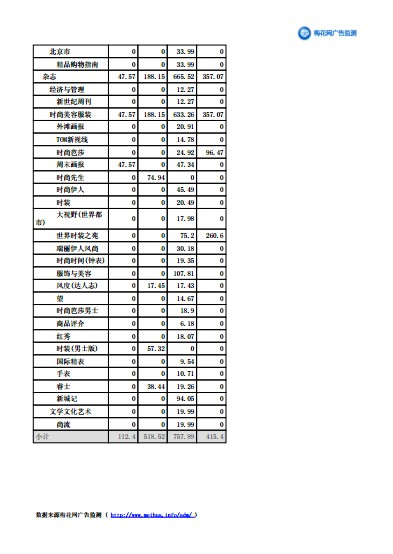 梅花网广告监测
北京市 0 0 33.99 0
精品购物指南 0 0 33.99 0
杂志 47.57 188.15 665.52 357.07
经济与管理 0 0 12.27 0
新世纪周刊 0 0 12.27 0
时尚美容服装 47.57 188.15 633.26 357.07
外滩画报 0 0 20.91 0
TOM新视线 0 0 14.78 0
时尚芭莎 0 0 24.92 96.47
周末画报 47.57 0 47.34 0
时尚先生 0 74.94 0 0
时尚伊人 0 0 45.49 0
时装 0 0 20.49 0
大视野(世界都
市) 0 0 17.98 0
世界时装之苑 0 0 75.2 260.6
瑞丽伊人风尚 0 0 30.18 0
时尚时间(钟表) 0 0 19.35 0
服饰与美容 0 0 107.81 0
风度(达人志) 0 17.45 17.43 0
望 0 0 14.67 0
时尚芭莎男士 0 0 18.9 0
商品评介 0 0 6.18 0
红秀 0 0 18.07 0
时装(男士版) 0 57.32 0 0
国际精表 0 0 9.54 0
手表 0 0 10.71 0
睿士 0 38.44 19.26 0
新城记 0 0 94.05 0
文学文化艺术 0 0 19.99 0
尚流 0 0 19.99 0
小计 112.4 518.52 757.89 415.4
数据来源梅花网广告监测 ( http://www.meihua.info/adm/ )